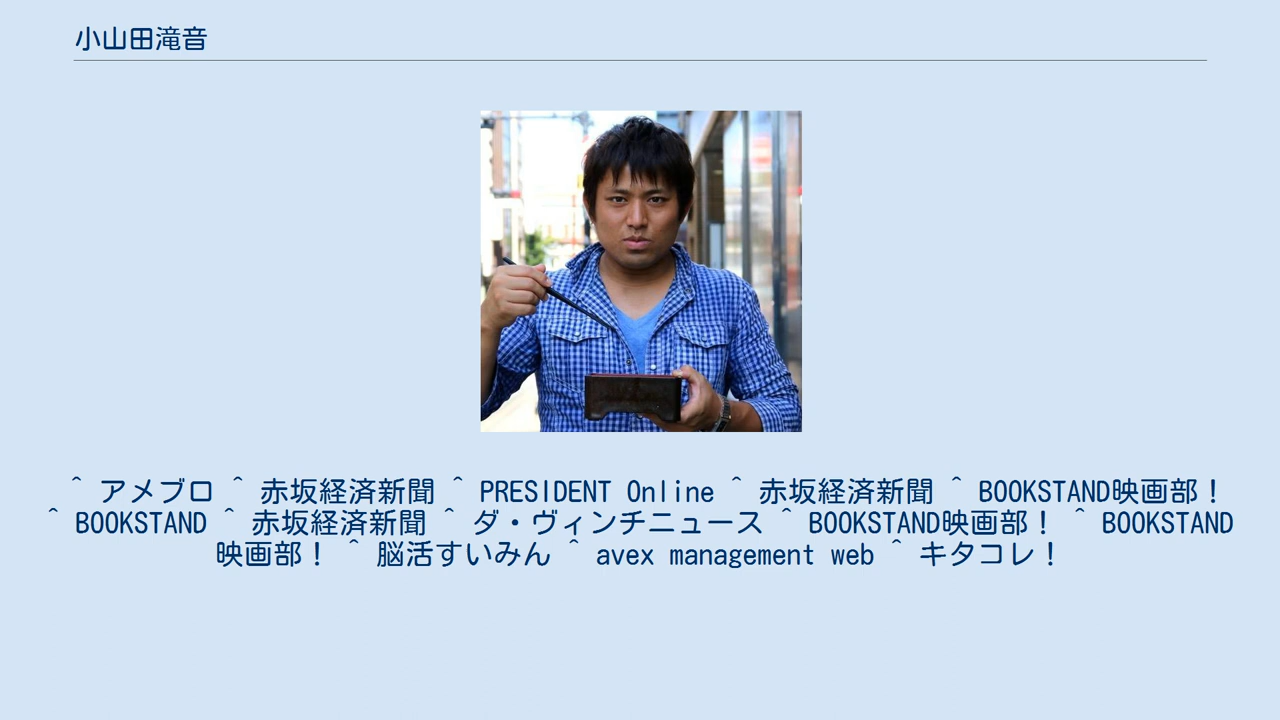 小山田滝音
^ アメブロ ^ 赤坂経済新聞 ^ PRESIDENT Online ^ 赤坂経済新聞 ^ BOOKSTAND映画部！
^ BOOKSTAND ^ 赤坂経済新聞 ^ ダ・ヴィンチニュース ^ BOOKSTAND映画部！ ^ BOOKSTAND
映画部！ ^ 脳活すいみん ^ avex management web ^ キタコレ！